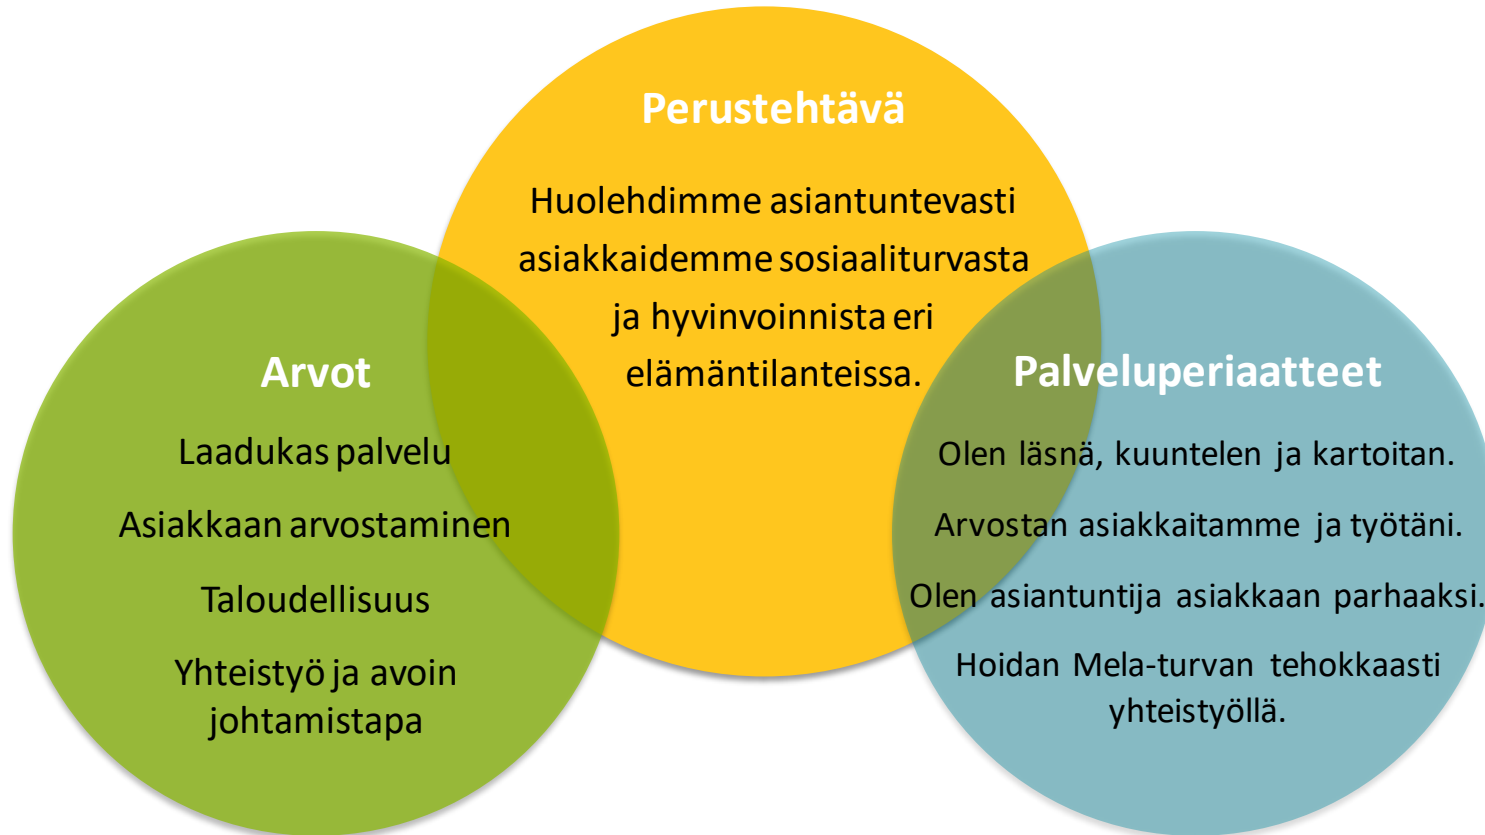 Perustehtävä
Huolehdimme asiantuntevasti
asiakkaidemme sosiaaliturvasta
ja hyvinvoinnista eri
elämäntilanteissa.
Arvot
Laadukas palvelu
Asiakkaan arvostaminen
Taloudellisuus
Yhteistyö ja avoin
johtamistapa
Palveluperiaatteet
Olen läsnä, kuuntelen ja kartoitan.
Arvostan asiakkaitamme ja työtäni.
Olen asiantuntija asiakkaan parhaaksi.
Hoidan Mela-turvan tehokkaasti
yhteistyöllä.